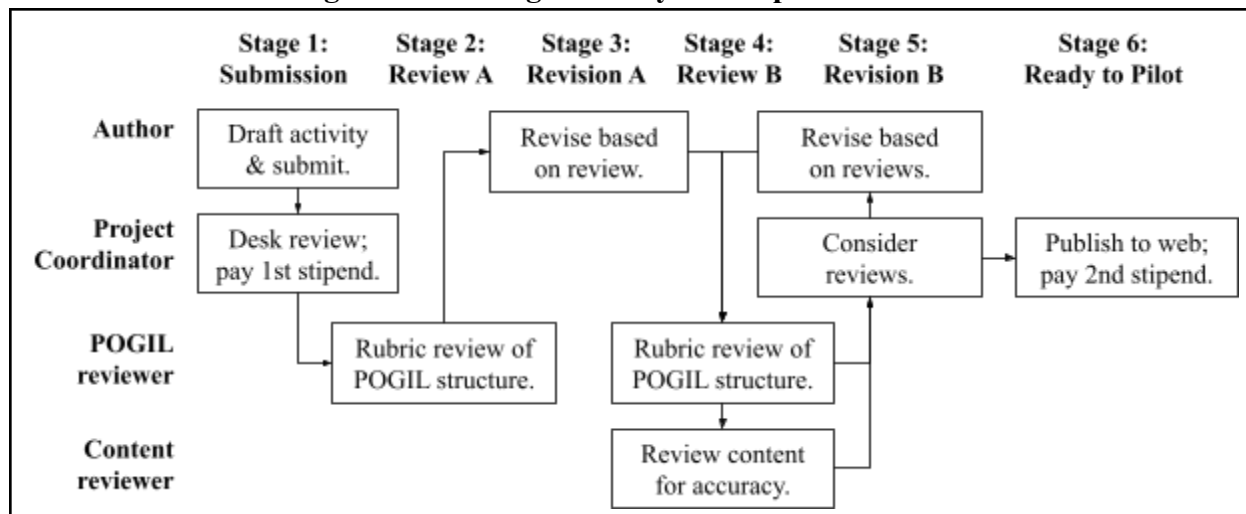 Stage 1:
Submission
Stage 2:
Review A
Stage 3:
Revision A
Stage 4:
Review B
Stage 5:
Revision B
Stage 6:
Ready to Pilot
Author
Draft activity
& submit.
Revise based
on review.
Revise based
on reviews.
Project
Coordinator
Desk review;
pay 1st stipend.
Consider
reviews.
Publish to web;
pay 2nd stipend.
POGIL
reviewer
Rubric review of
POGIL structure.
Rubric review of
POGIL structure.
Content
reviewer
Review content
for accuracy.